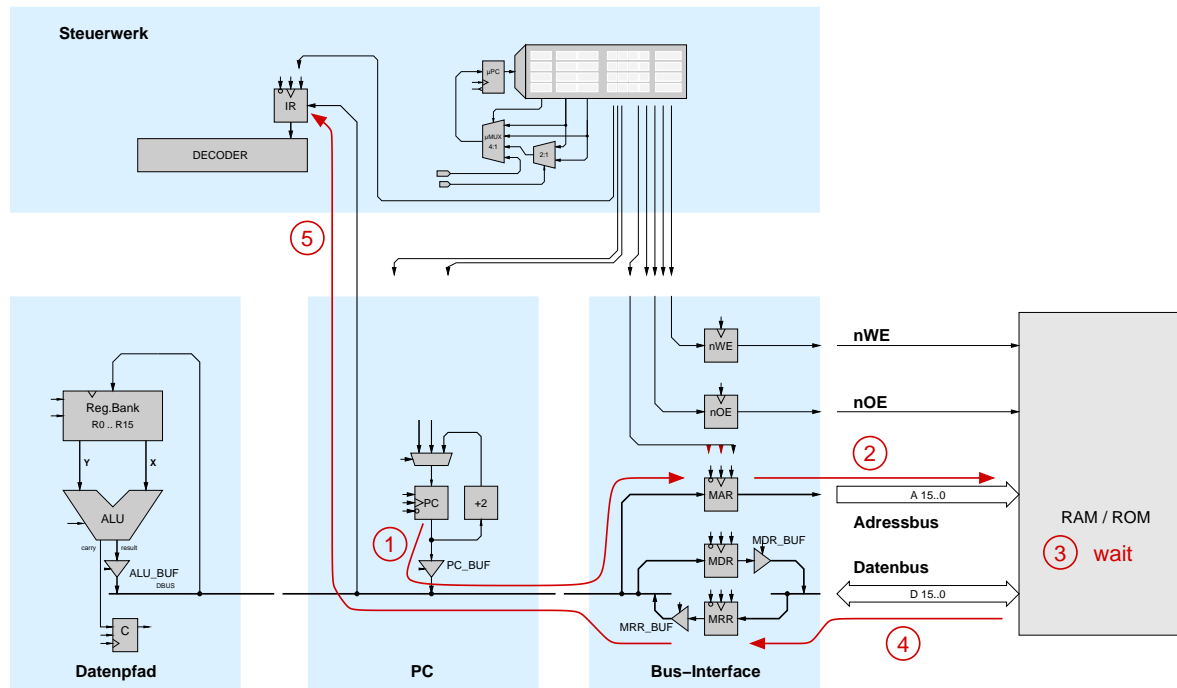 Steuerwerk
µPC
IR
µMUX
4:1
2:1
DECODER
5
nWE
nWE
nOE
nOE
Reg.Bank
R0 .. R15
Y
X
2
PC
+2
MAR
A 15..0
ALU
RAM / ROM
1
Adressbus
carry
result
MDR_BUF
3
wait
ALU_BUF
PC_BUF
MDR
Datenbus
DBUS
D 15..0
MRR
MRR_BUF
C
4
Datenpfad
PC
Bus–Interface